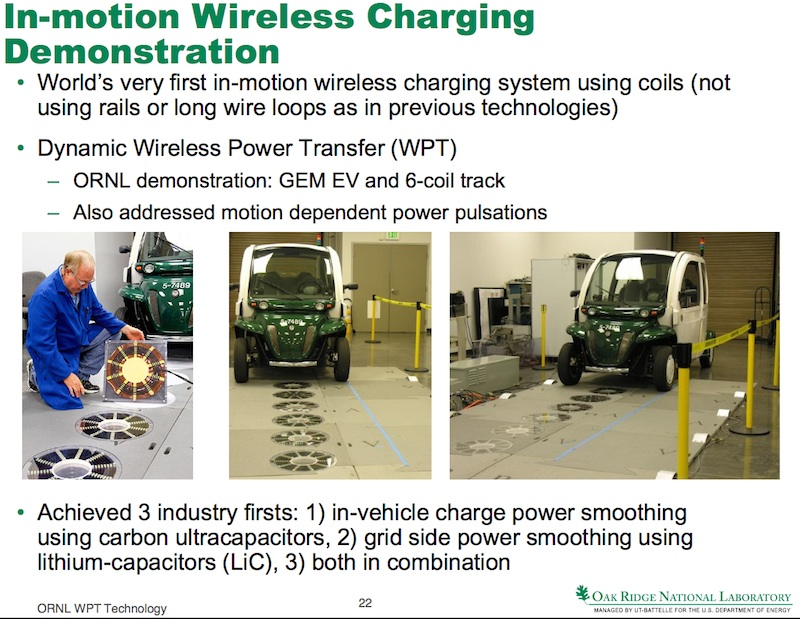 In-motion Wireless Charging
Demonstration
• World's very first in-motion wireless charging system using coils (not
using rails or long wire loops as in previous technologies)
• Dynamic Wireless Power Transfer (WPT)
– ORNL demonstration: GEM EV and 6-coil track
– Also addressed motion dependent power pulsations
5-7489
5-7489
5-7489
• Achieved 3 industry firsts: 1) in-vehicle charge power smoothing
using carbon ultracapacitors, 2) grid side power smoothing using
lithium-capacitors (LiC), 3) both in combination
ORNL WPT Technology
22
OAK RIDGE NATIONAL LABORATORY
MANAGED BY UT-BATTELLE FOR THE U.S. DEPARTMENT OF ENERGY